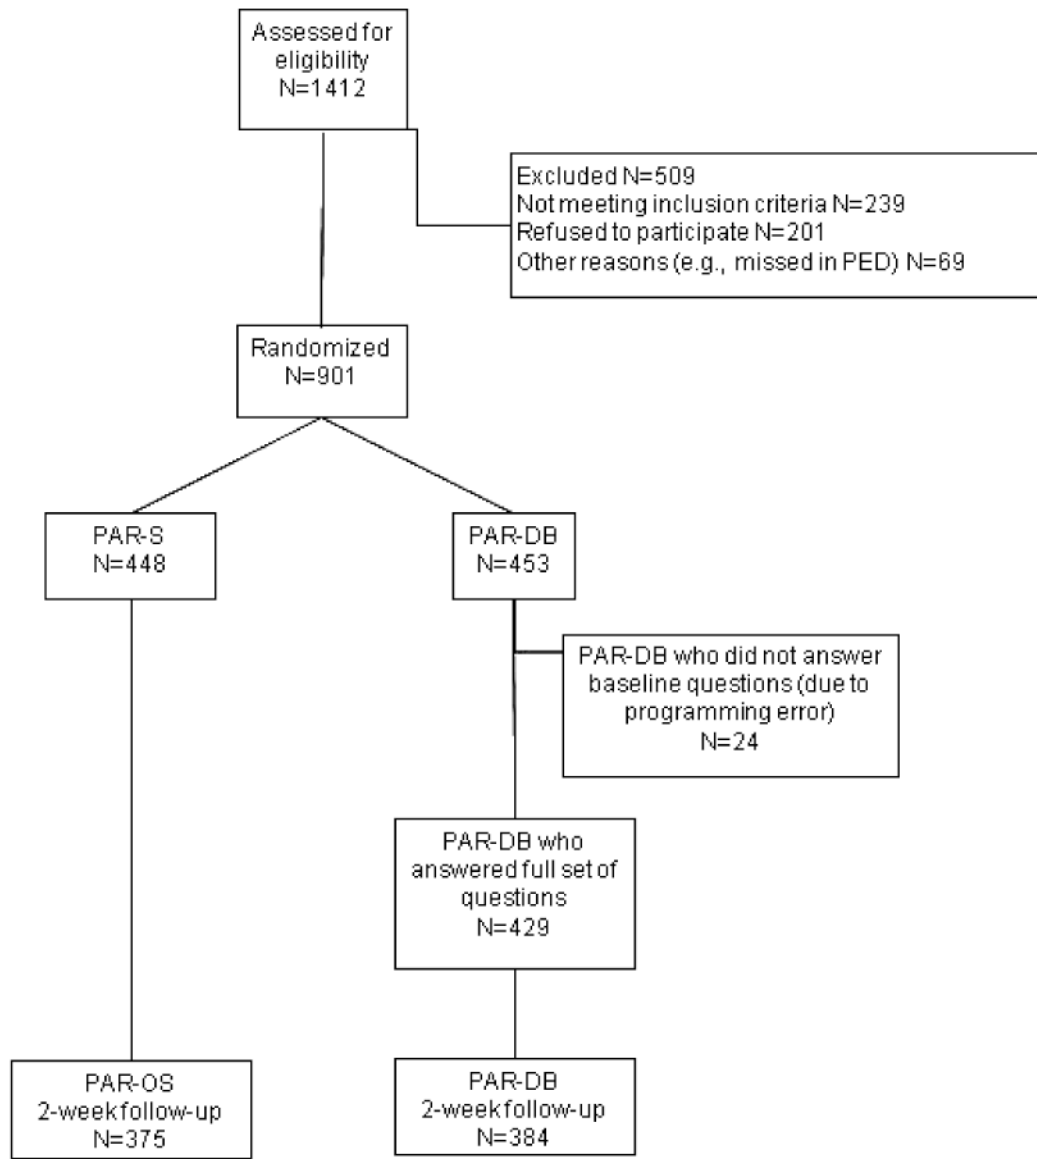 Assessed for
eligibility
N=1412
Excluded N=509
Not meeting inclusion criteria N=239
Refused to participate N=201
Other reasons (e.g., missed in PED) N=69
Randomized
N=901
PAR-S
N=448
PAR-DB
N=453
PAR-DB who did not answer
baseline questions (due to
programming error)
N=24
PAR-DB who
answered full set of
questions
N=429
PAR-OS
2-week follow-up
N=375
PAR-DB
2-week follow-up
N=384